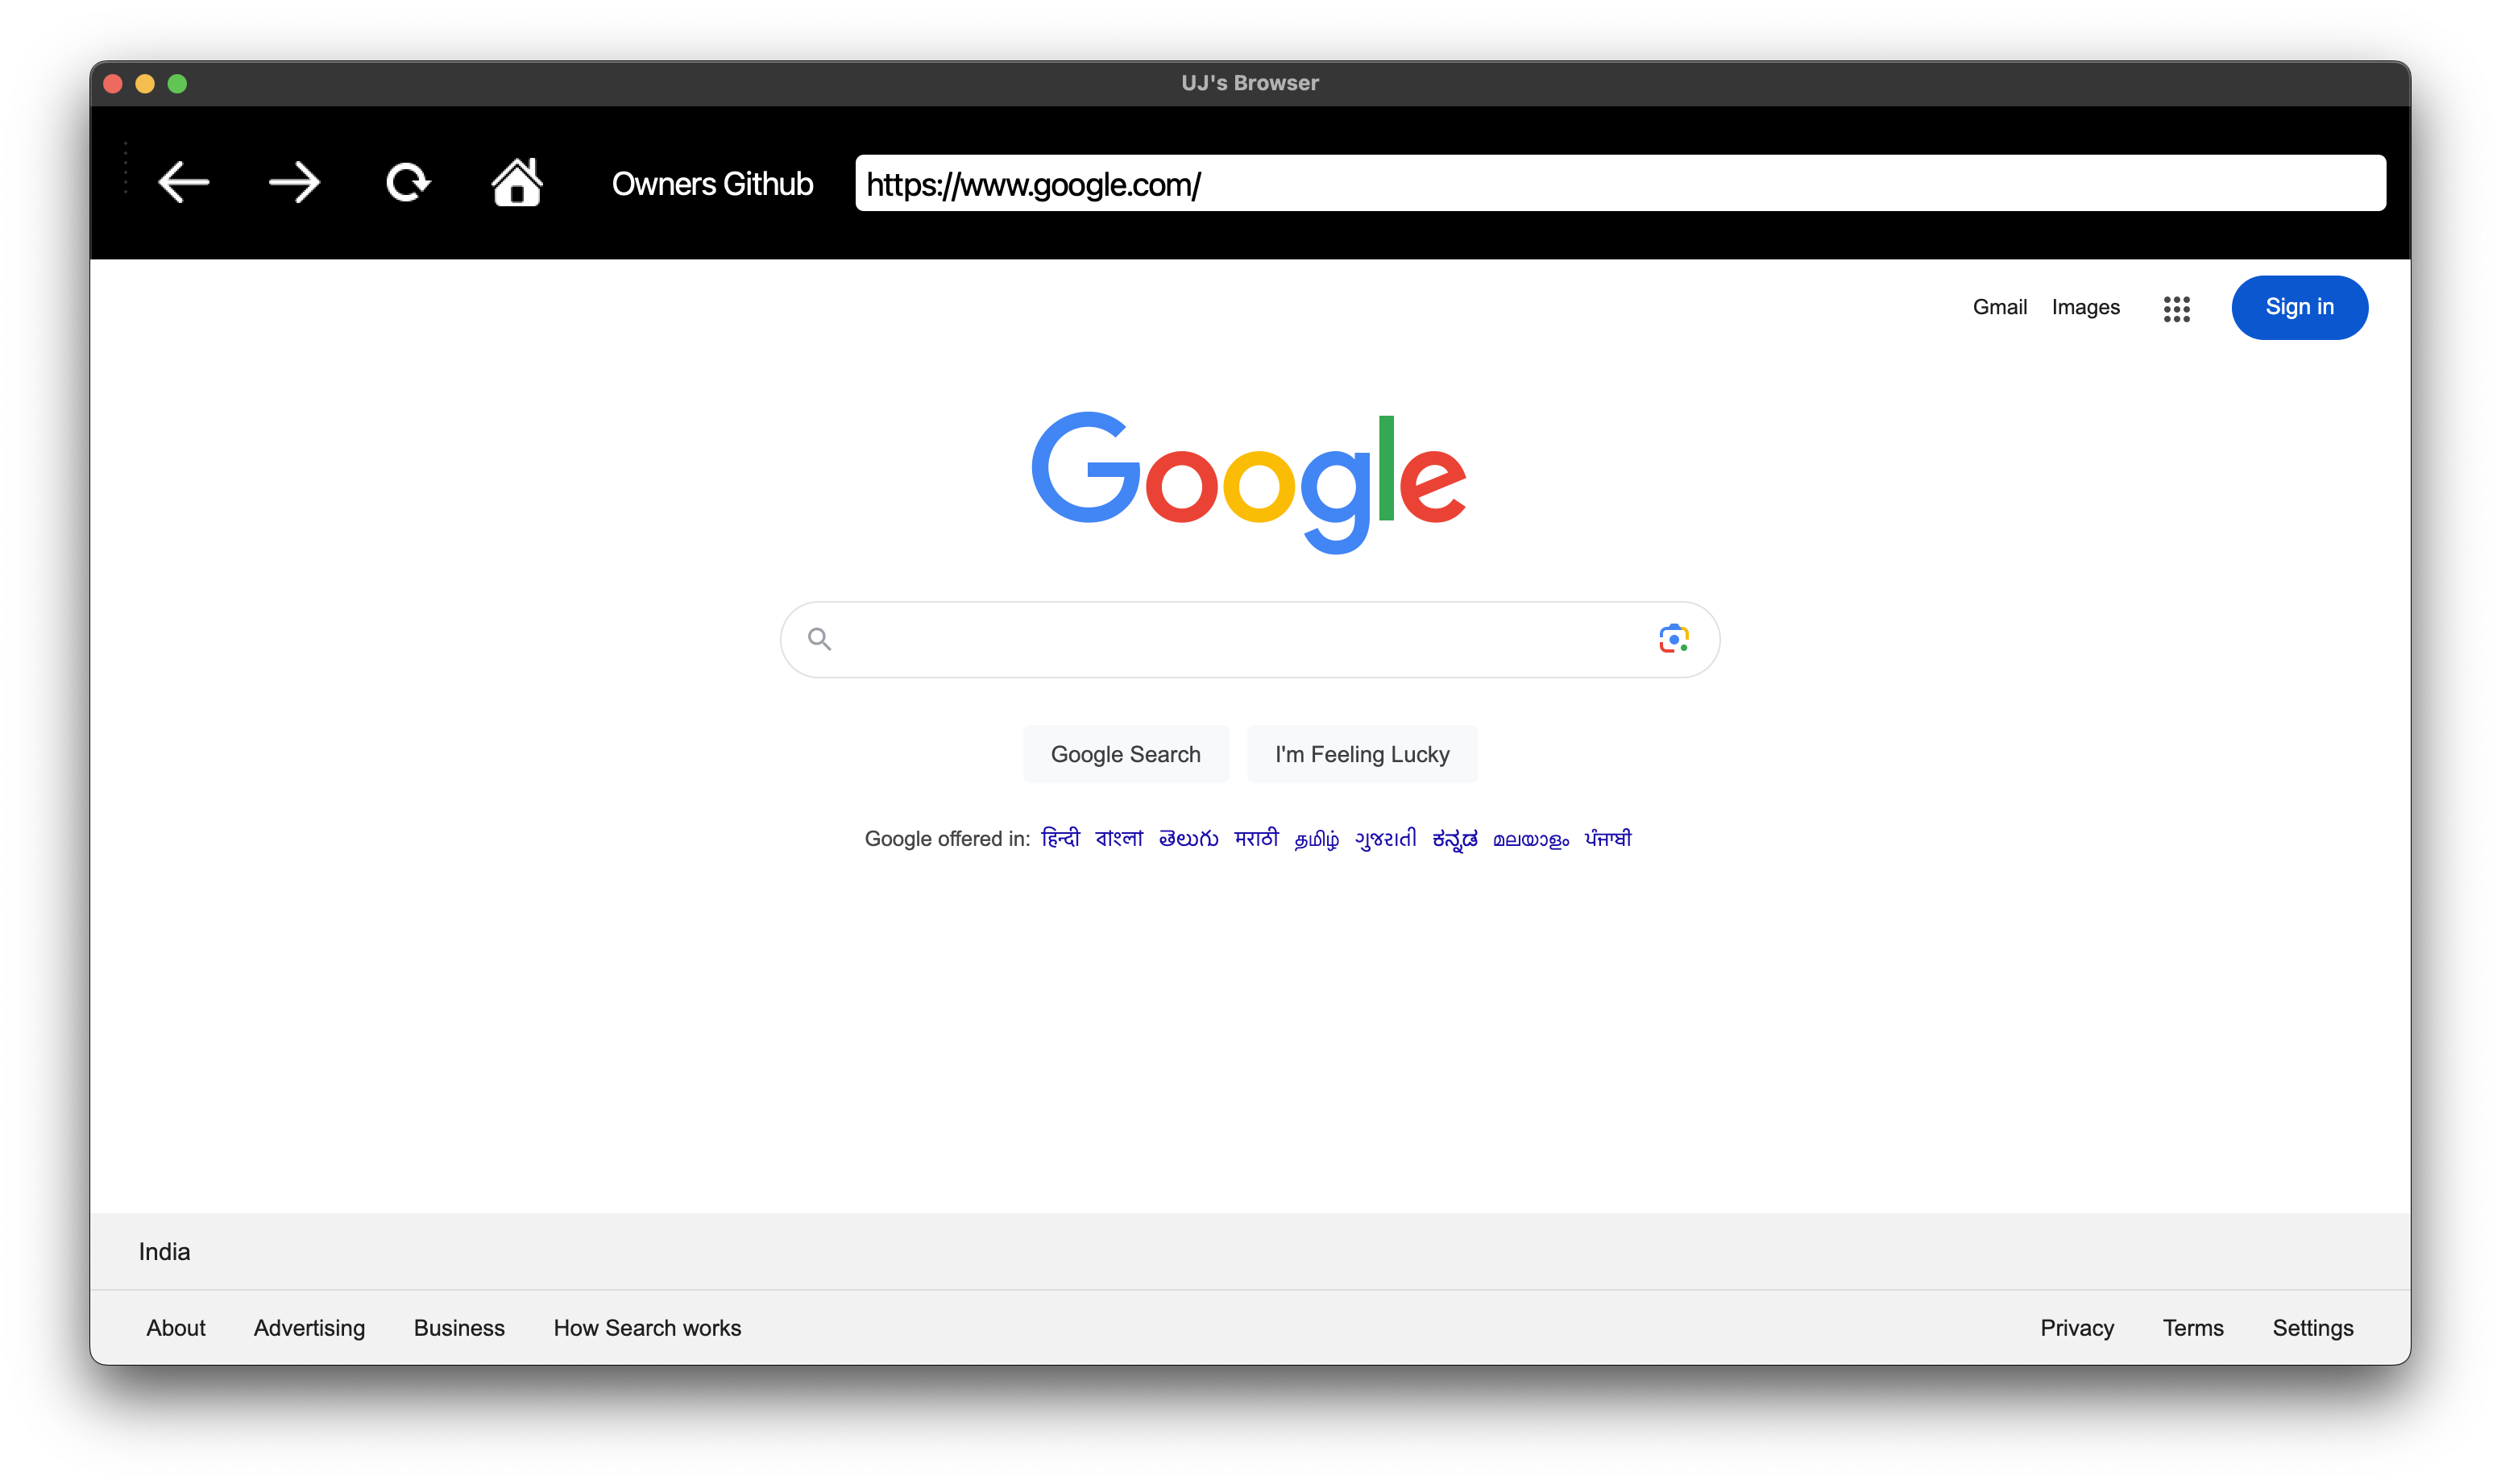 UJ's Browser
Owners Github https://www.google.com/
Gmail Images Sign in
Google
Google Search I'm Feeling Lucky
Google offered in: हिन्दी বাংলা తెలుగు मराठी தமிழ் ગુજરાતી ಕನ್ನಡ മലയാളം ਪੰਜਾਬੀ
India
About Advertising Business How Search works Privacy Terms Settings